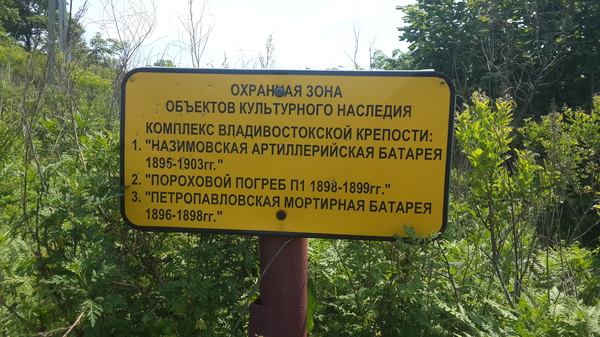 ОХРАННАЯ ЗОНА
ОБЪЕКТОВ КУЛЬТУРНОГО НАСЛЕДИЯ
КОМПЛЕКС ВЛАДИВОСТОКСКОЙ КРЕПОСТИ:
1. "НАЗИМОВСКАЯ АРТИЛЛЕРИЙСКАЯ БАТАРЕЯ
1895-1903гг."
2. "ПОРОХОВОЙ ПОГРЕБ П1 1898-1899гг."
3. "ПЕТРОПАВЛОВСКАЯ МОРТИРНАЯ БАТАРЕЯ
1896-1898гг."